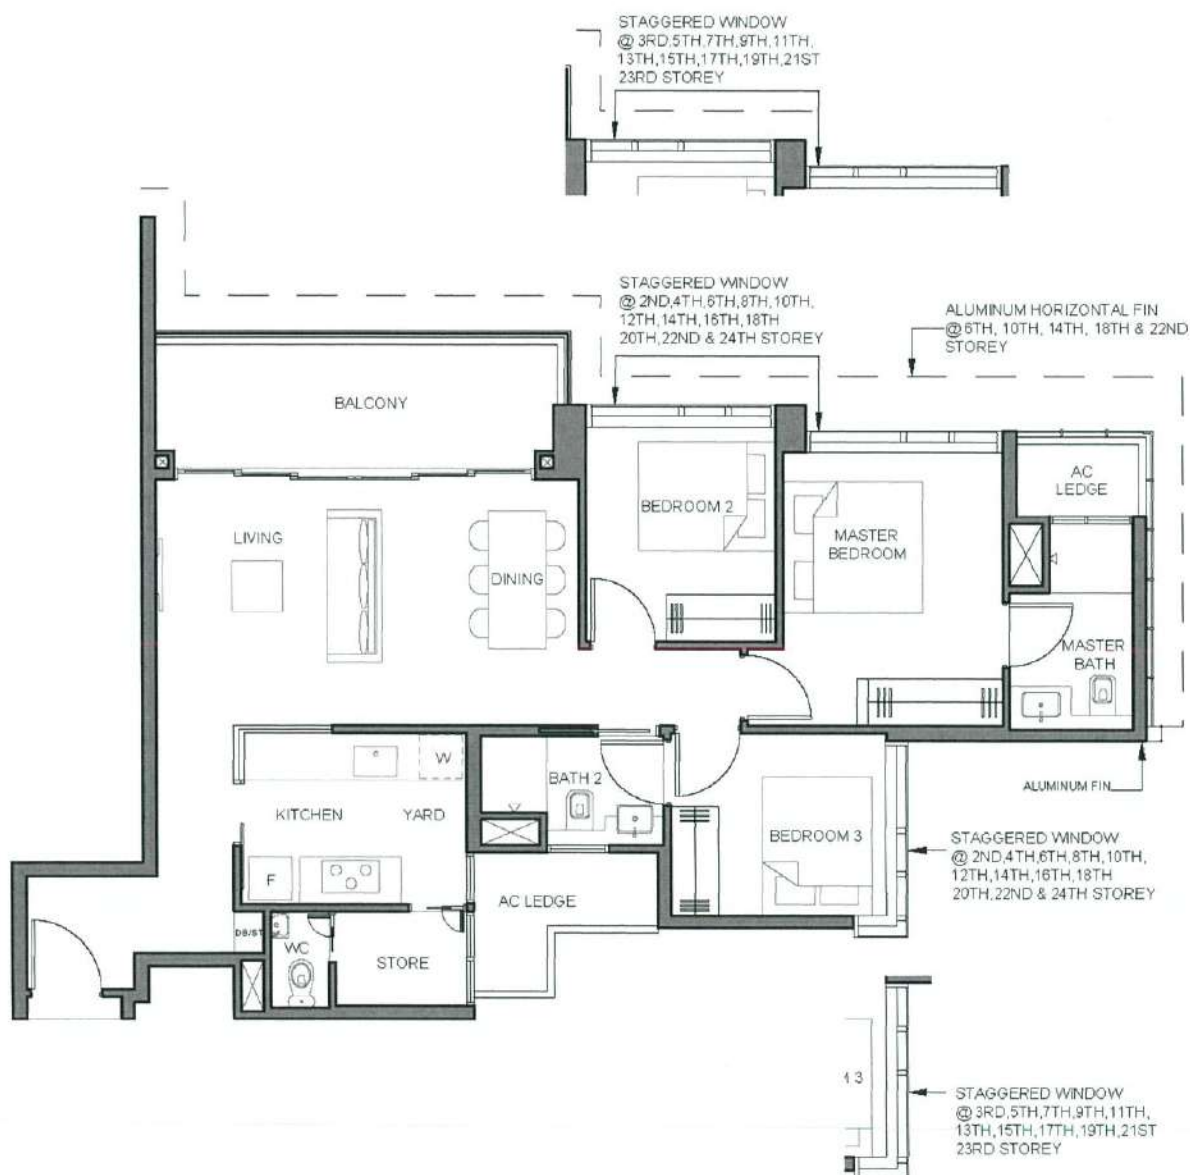 STAGGERED WINDOW
@ 3RD,5TH,7TH,9TH,11TH,
13TH,15TH,17TH,19TH,21ST
23RD STOREY
STAGGERED WINDOW
@ 2ND,4TH,6TH,8TH,10TH,
12TH,14TH,16TH,18TH
20TH,22ND & 24TH STOREY
ALUMINUM HORIZONTAL FIN
@ 6TH, 10TH, 14TH, 18TH & 22ND
STOREY
BALCONY
AC
LEDGE
BEDROOM 2
LIVING
MASTER
BEDROOM
DINING
MASTER
BATH
W
BATH 2
ALUMINUM FIN
KITCHEN
YARD
BEDROOM 3
STAGGERED WINDOW
@ 2ND,4TH,6TH,8TH,10TH,
12TH,14TH,16TH,18TH
20TH,22ND & 24TH STOREY
F
AC LEDGE
DB/ST
WC
STORE
13
STAGGERED WINDOW
@ 3RD,5TH,7TH,9TH,11TH,
13TH,15TH,17TH,19TH,21ST
23RD STOREY